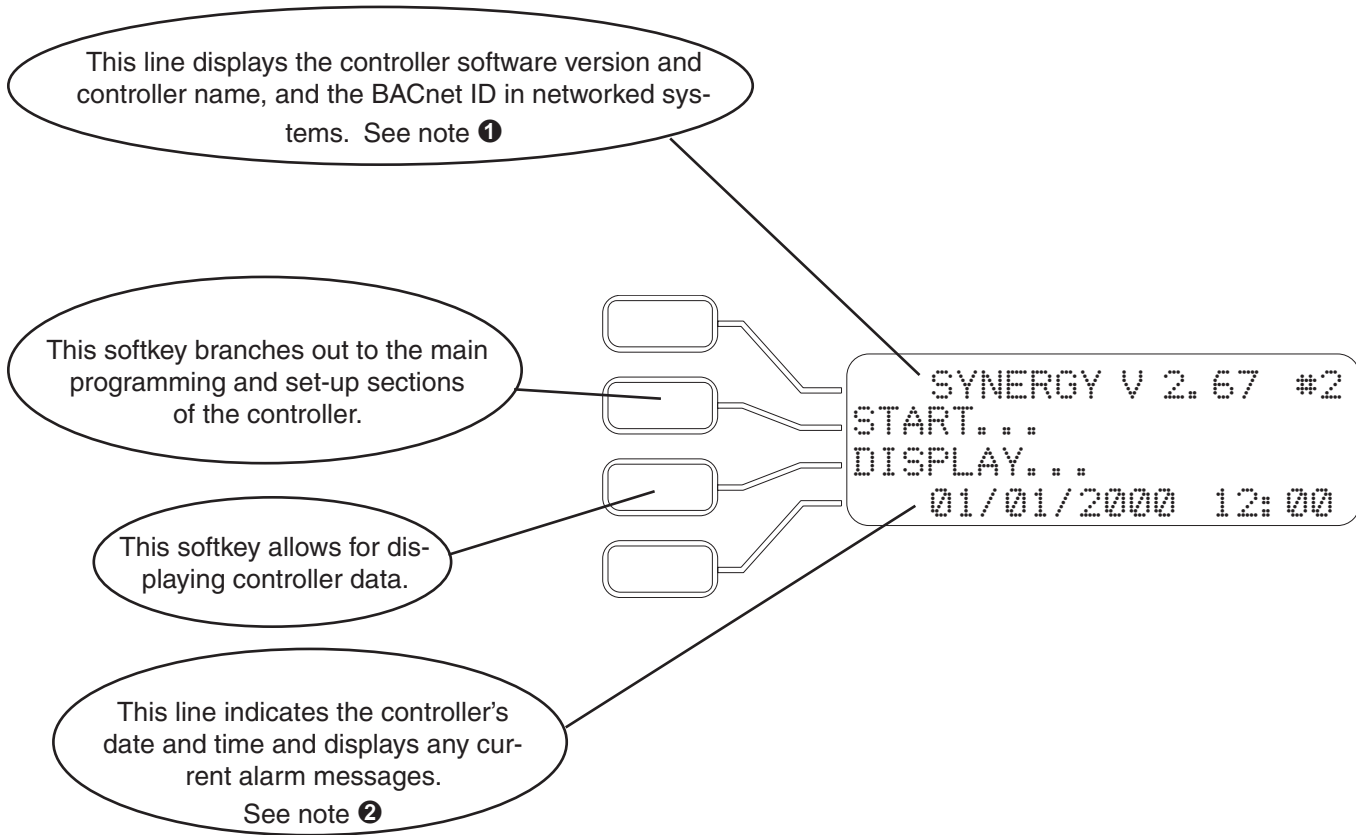 This line displays the controller software version and
controller name, and the BACnet ID in networked sys-
tems. See note ❶
This softkey branches out to the main
programming and set-up sections
of the controller.
This softkey allows for dis-
playing controller data.
This line indicates the controller's
date and time and displays any cur-
rent alarm messages.
See note ❷
SYNERGY V 2.67 #2
START...
DISPLAY...
01/01/2000 12:00